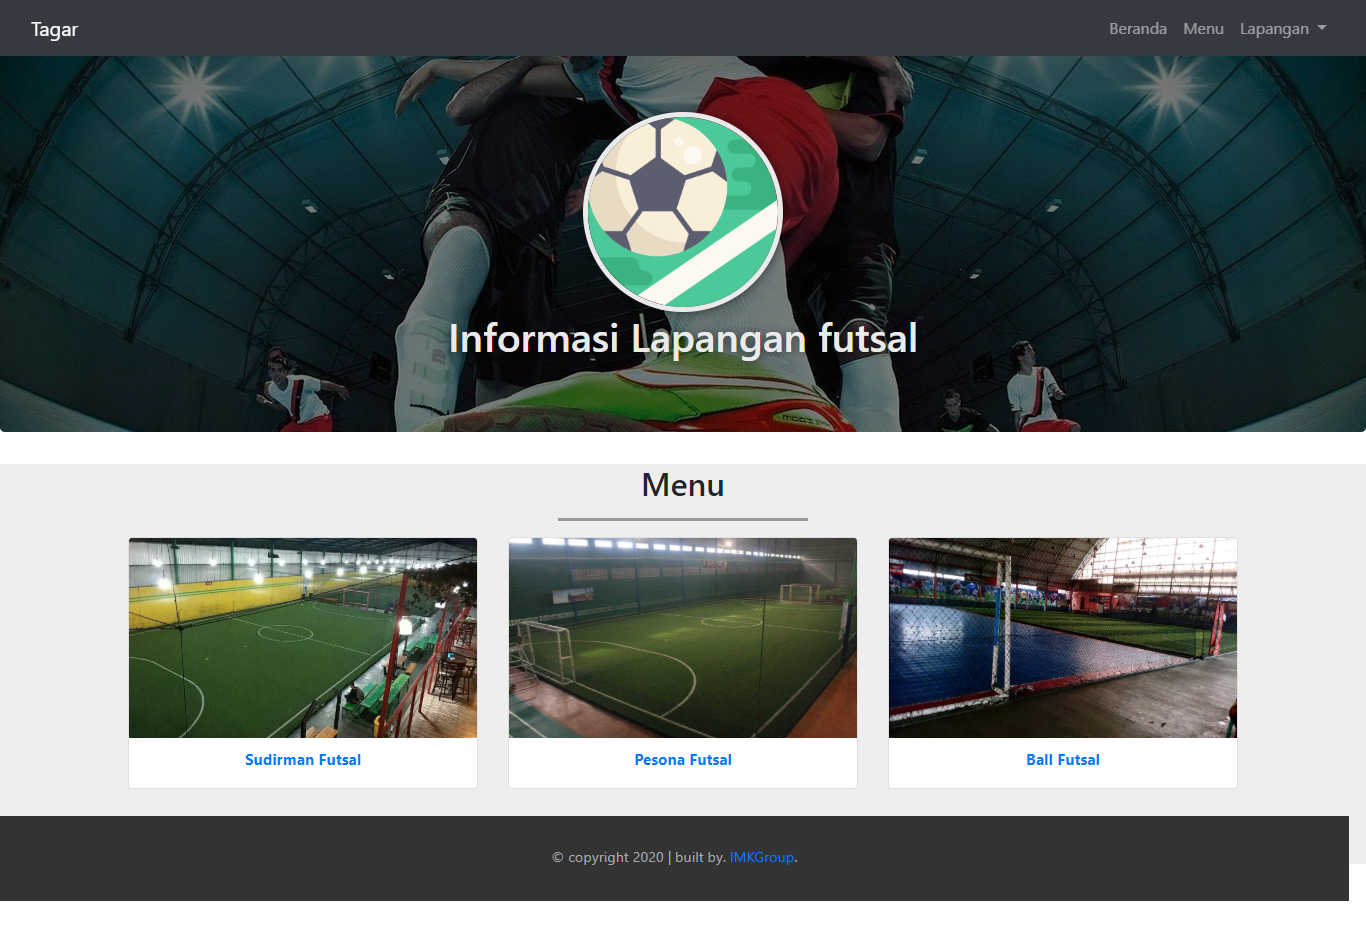 Tagar
Beranda Menu Lapangan
Informasi Lapangan futsal
Menu
Sudirman Futsal
Pesona Futsal
Ball Futsal
© copyright 2020 | built by. IMKGroup.